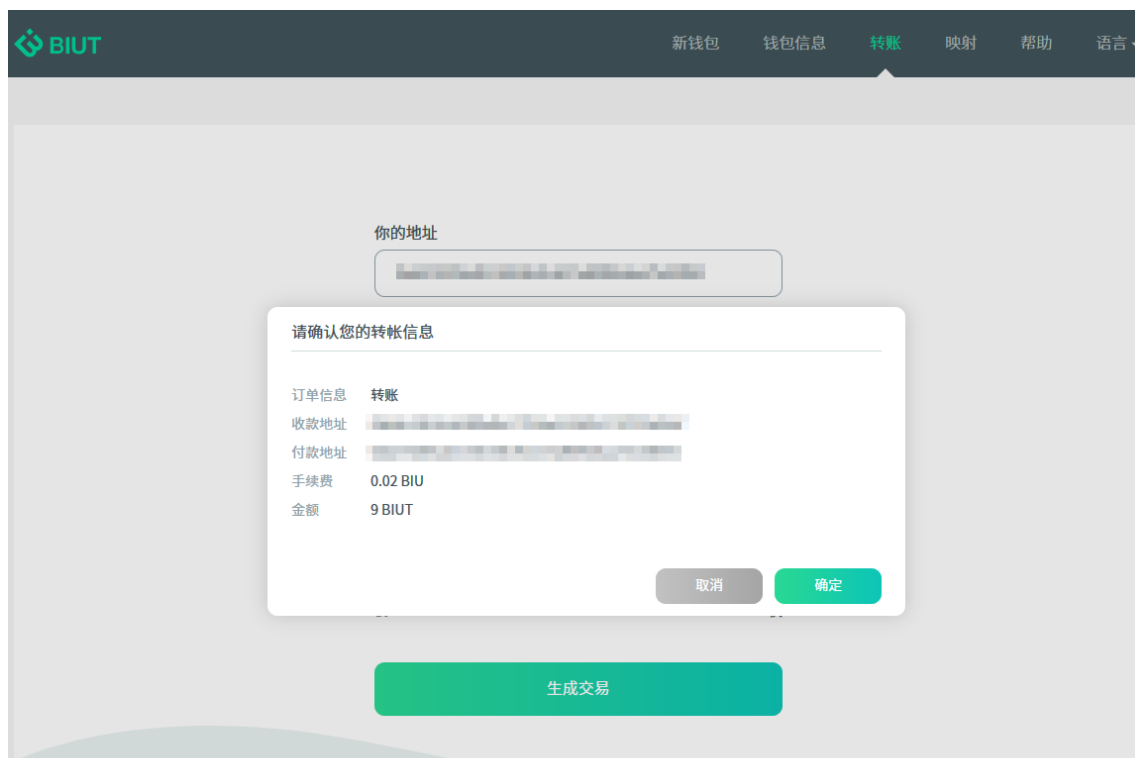 BIUT
新钱包 钱包信息 转账 映射 帮助 语言
你的地址
请确认您的转帐信息
订单信息 转账
收款地址
付款地址
手续费 0.02 BIU
金额 9 BIUT
取消 确定
生成交易